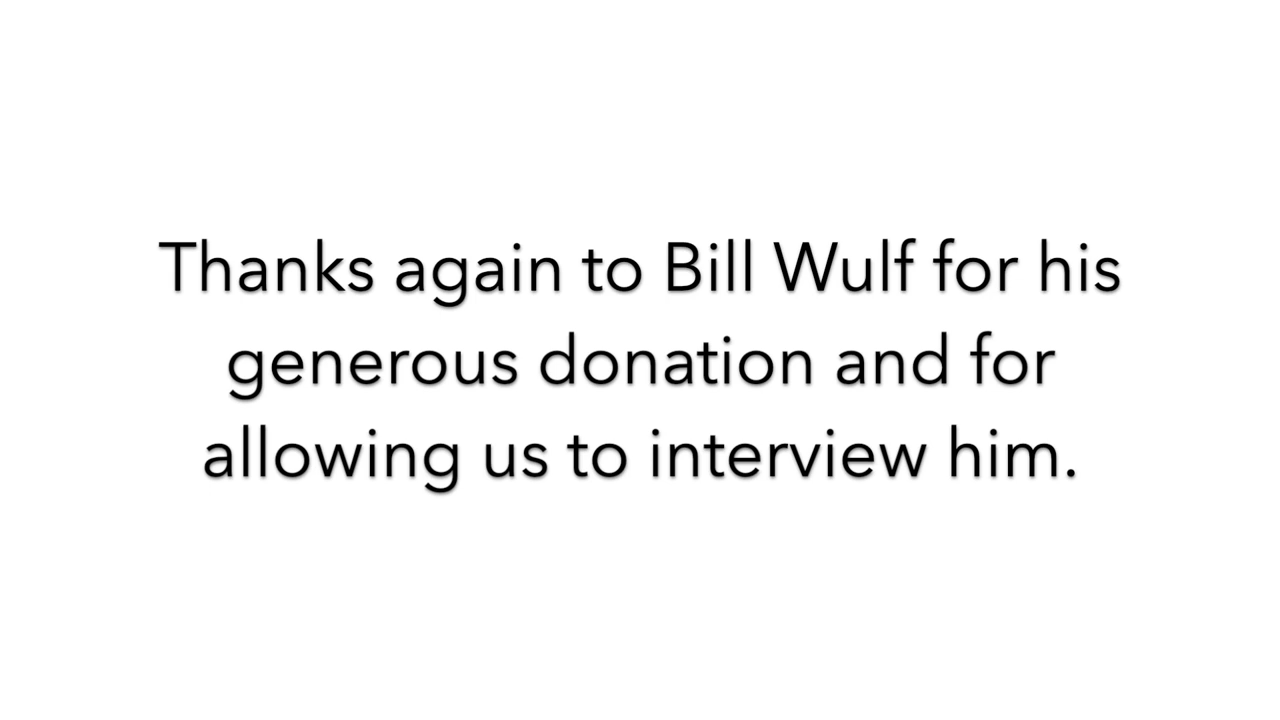 Thanks again to Bill Wulf for his
generous donation and for
allowing us to interview him.